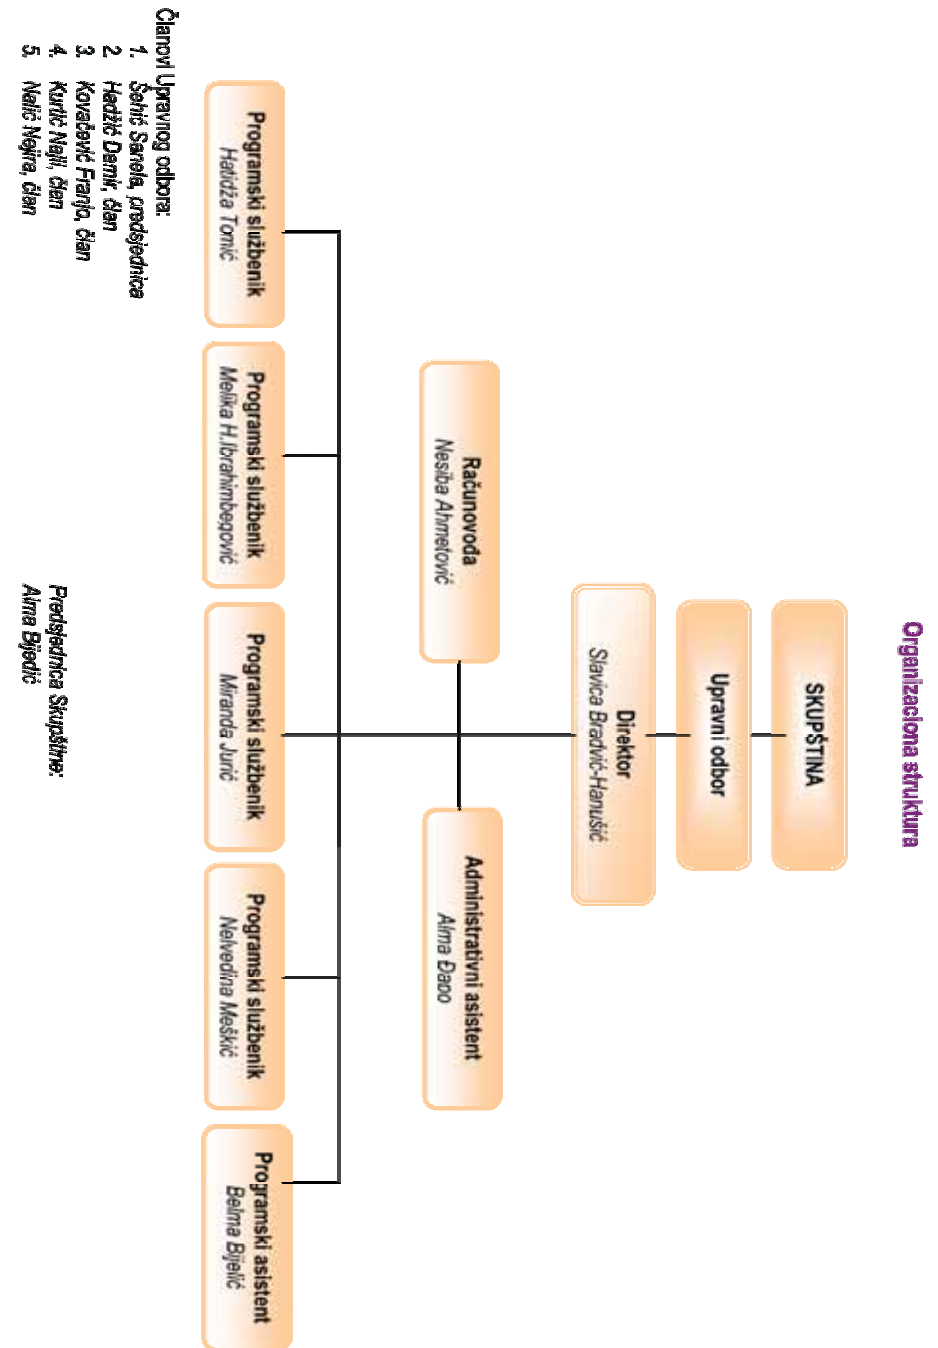 Organizaciona struktura
SKUPŠTINA
Upravni odbor
Direktor
Slavica Bradvić-Hanušić
Računovođa
Nesiba Ahmetović
Administrativni asistent
Alma Đapo
Programski službenik
Hatidža Tomić
Programski službenik
Melika H.Ibrahimbegović
Programski službenik
Miranda Jurić
Programski službenik
Nelvedina Meškić
Programski asistent
Belma Bijelić
Članovi Upravnog odbora:
1. Šehić Sanela, predsjednica
2. Hadžić Damir, član
3. Kovačević Franjo, član
4. Kurtić Najil, član
5. Nalić Nejira, član
Predsjednica Skupštine:
Alma Bijedić